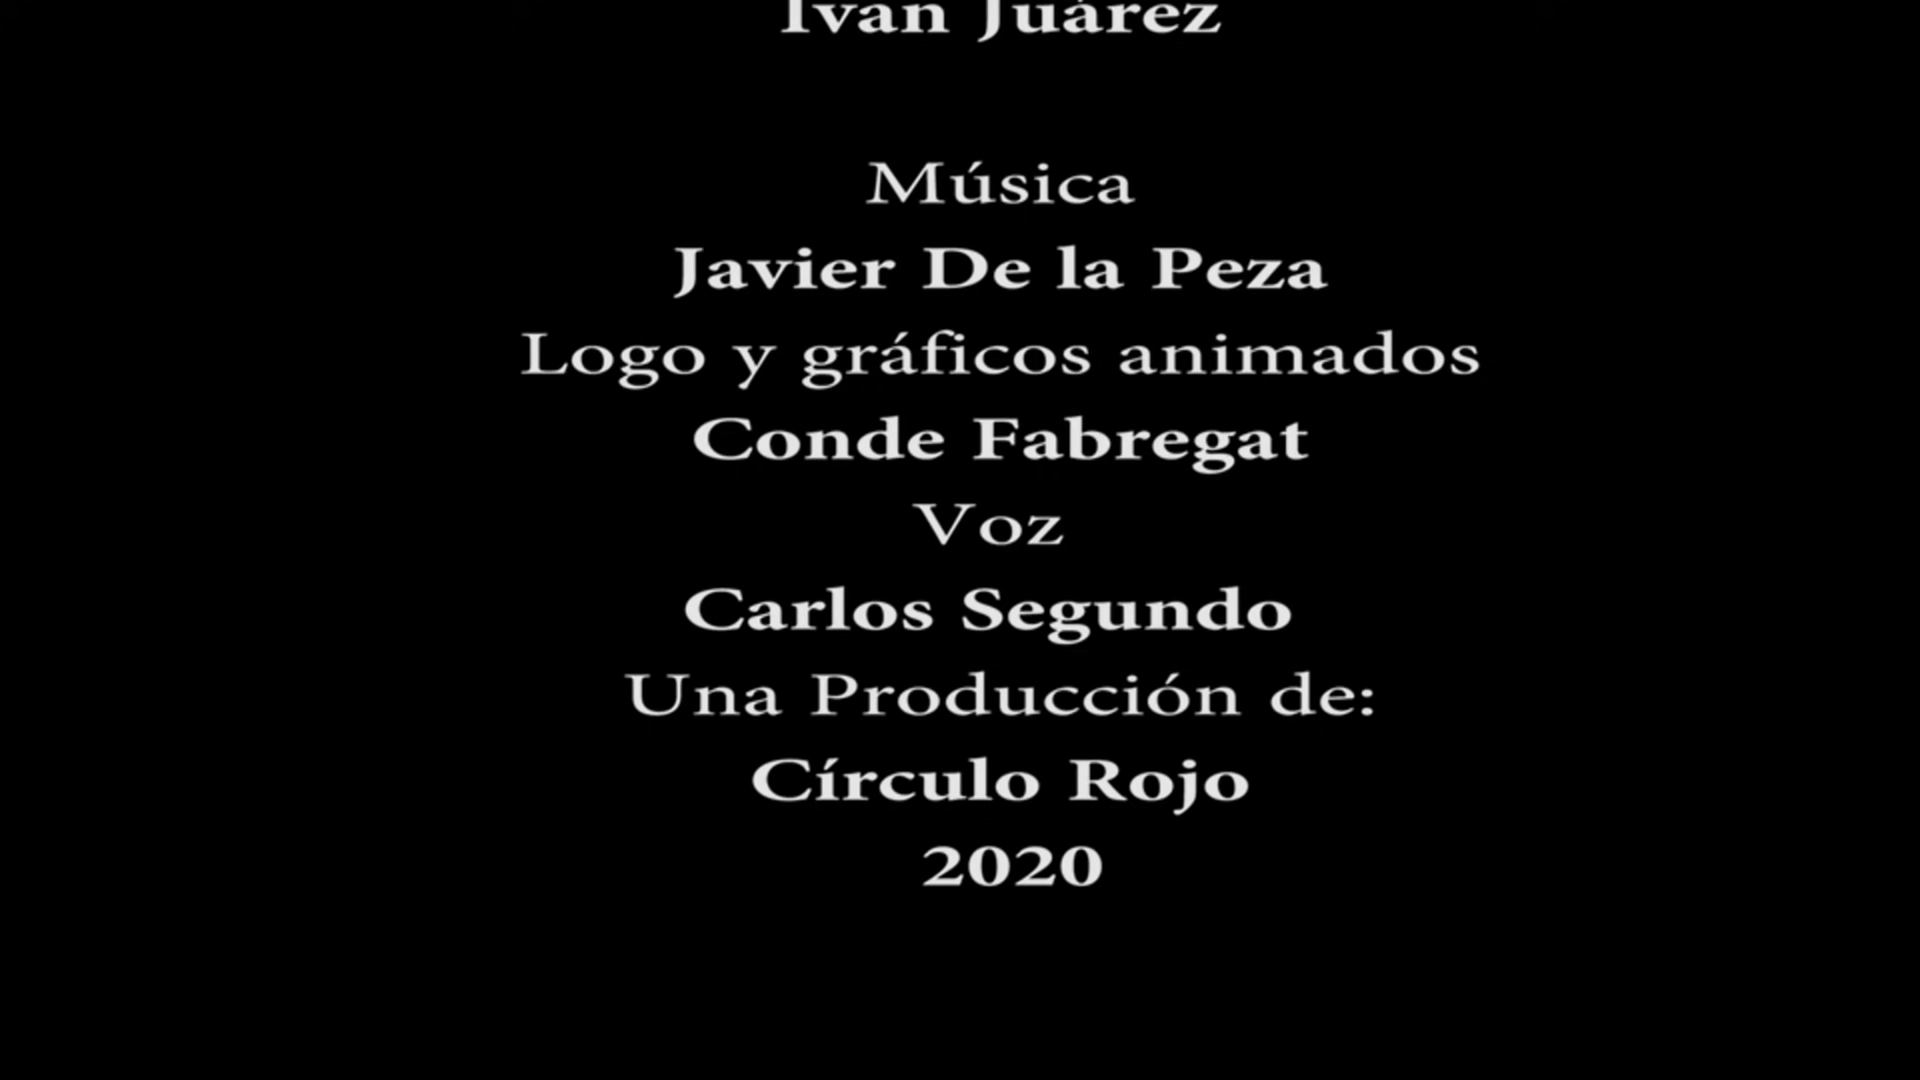 Iván Juárez
Música
Javier De la Peza
Logo y gráficos animados
Conde Fabregat
Voz
Carlos Segundo
Una Producción de:
Círculo Rojo
2020